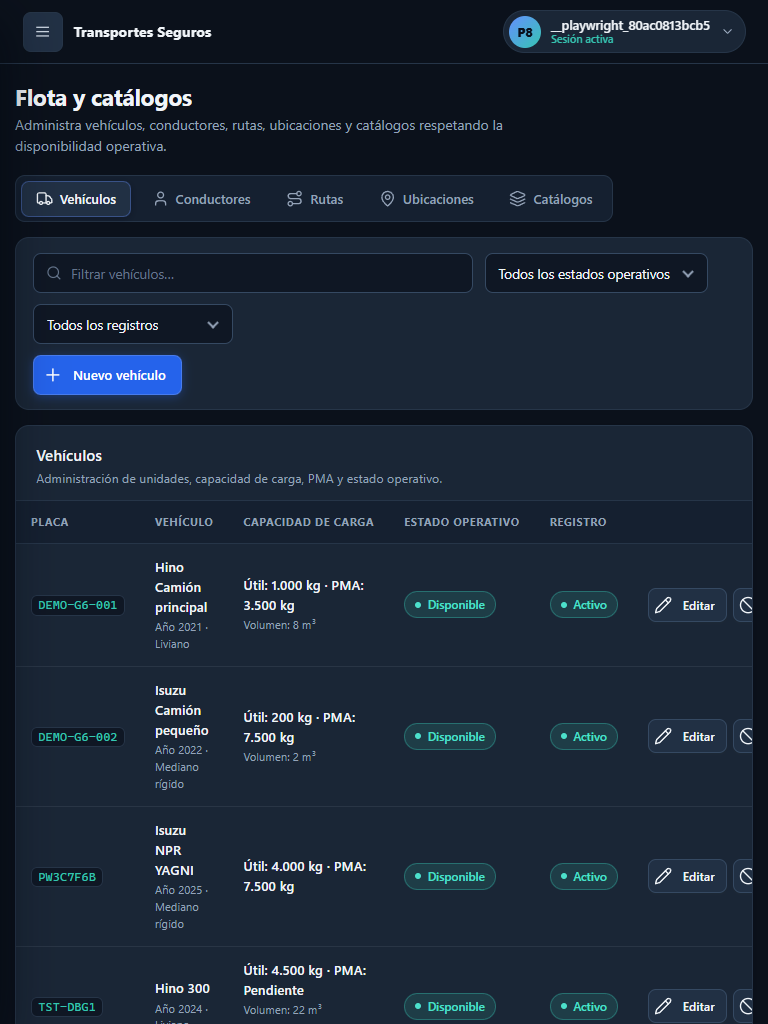 Transportes Seguros
P8
__playwright_80ac0813bcb5
Sesión activa
Flota y catálogos
Administra vehículos, conductores, rutas, ubicaciones y catálogos respetando la
disponibilidad operativa.
Vehículos
Conductores
Rutas
Ubicaciones
Catálogos
Filtrar vehículos...
Todos los estados operativos
Todos los registros
Nuevo vehículo
Vehículos
Administración de unidades, capacidad de carga, PMA y estado operativo.
PLACA VEHÍCULO CAPACIDAD DE CARGA ESTADO OPERATIVO REGISTRO
DEMO-G6-001
Hino
Camión
principal
Año 2021 ·
Liviano
Útil: 1.000 kg · PMA:
3.500 kg
Volumen: 8 m³
Disponible
Activo
Editar
DEMO-G6-002
Isuzu
Camión
pequeño
Año 2022 ·
Mediano
rígido
Útil: 200 kg · PMA:
7.500 kg
Volumen: 2 m³
Disponible
Activo
Editar
PW3C7F6B
Isuzu
NPR
YAGNI
Año 2025 ·
Mediano
rígido
Útil: 4.000 kg · PMA:
7.500 kg
Disponible
Activo
Editar
TST-DBG1
Hino 300
Año 2024 ·
Liviano
Útil: 4.500 kg · PMA:
Pendiente
Volumen: 22 m³
Disponible
Activo
Editar